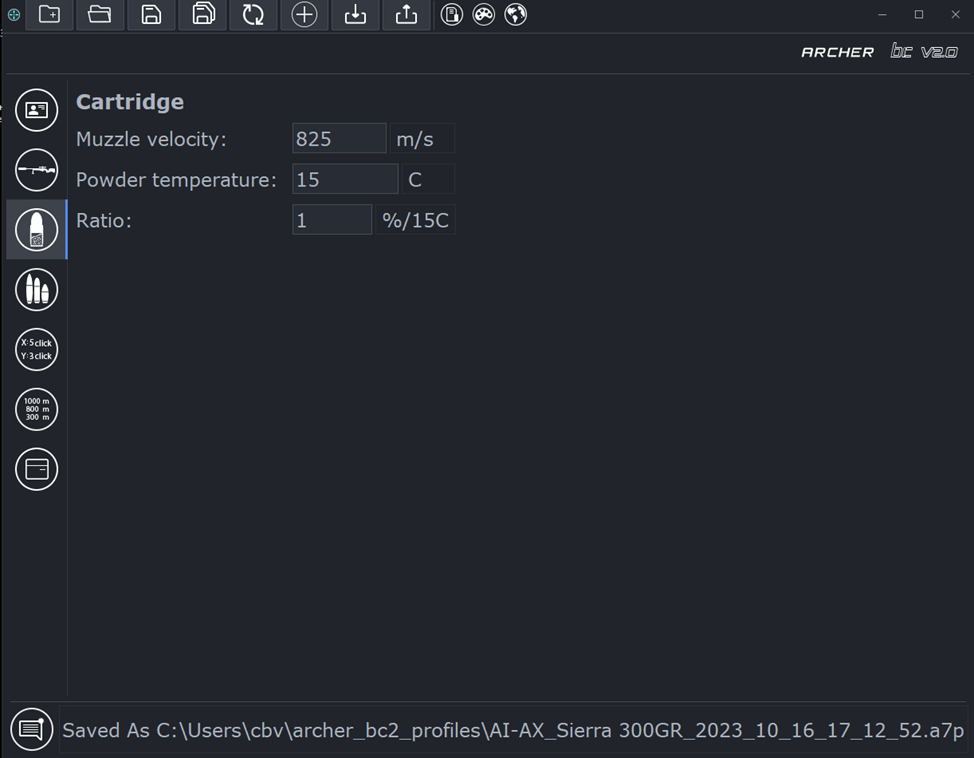 ARCHER bc v2.0
Cartridge
Muzzle velocity: 825 m/s
Powder temperature: 15 C
Ratio: 1 %/15C
X:5click
Y:3click
1000 m
800 m
300 m
Saved As C:\Users\cbv\archer_bc2_profiles\AI-AX_Sierra 300GR_2023_10_16_17_12_52.a7p